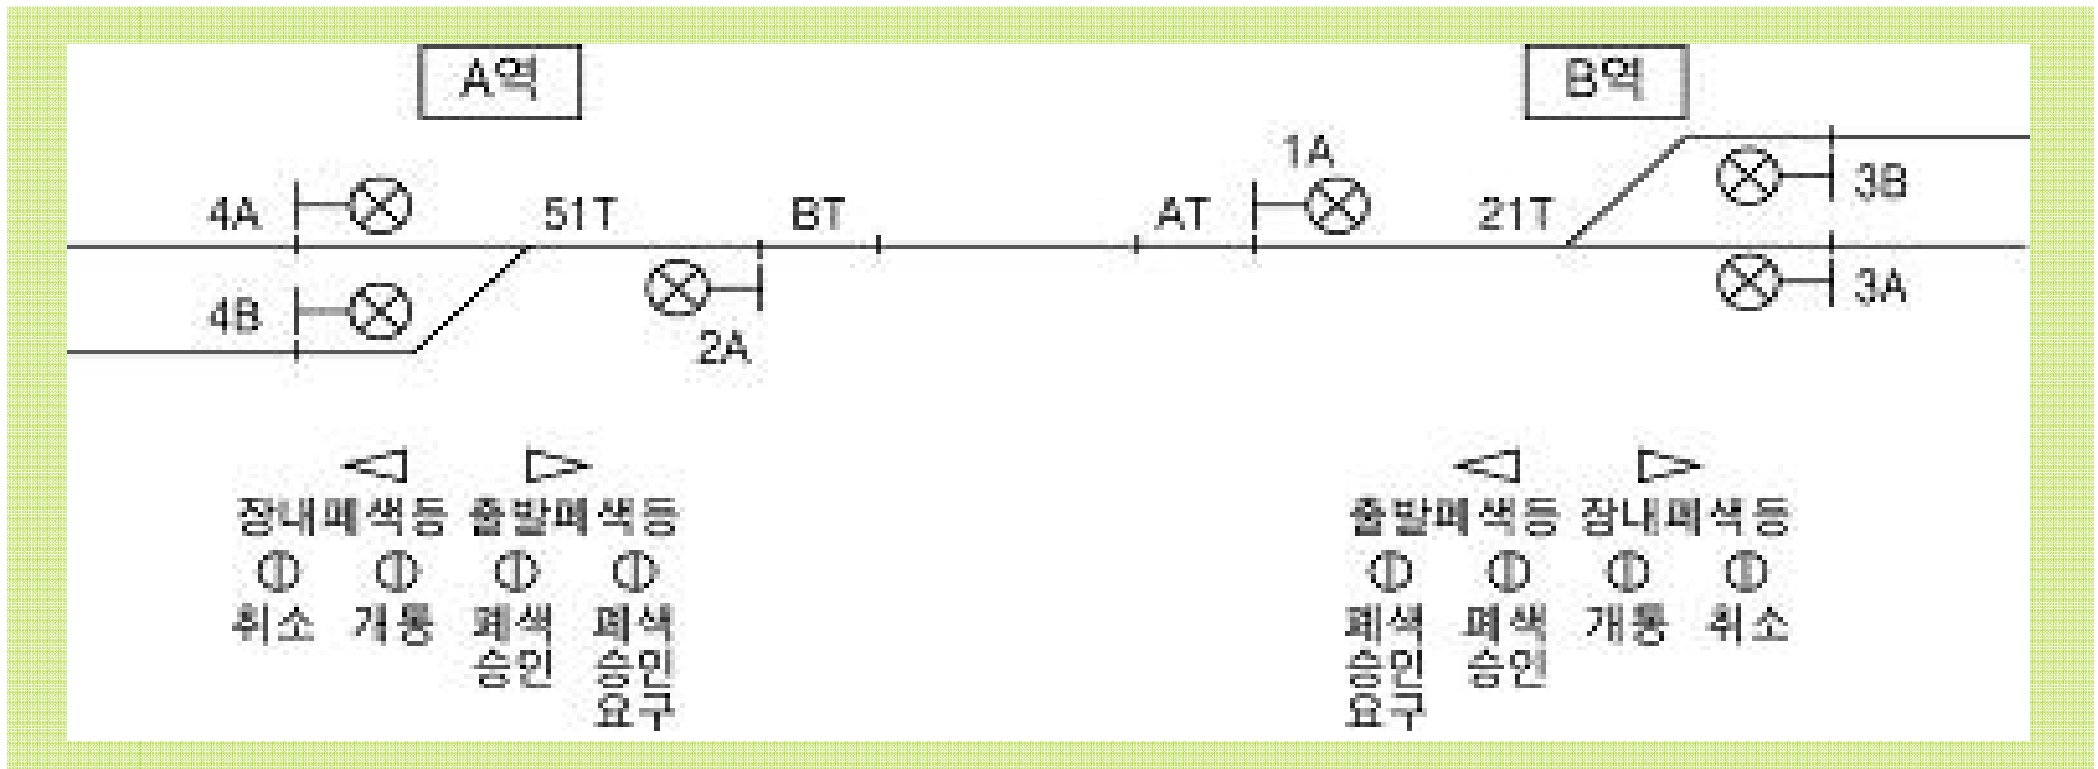 A역
B역
1A
4A
51T
BT
AT
21T
3B
4B
2A
3A
장내폐색등 출발폐색등
출발폐색등 장내폐색등
취소 개통 폐색승인 폐색승인요구
폐색승인요구 폐색승인 개통 취소